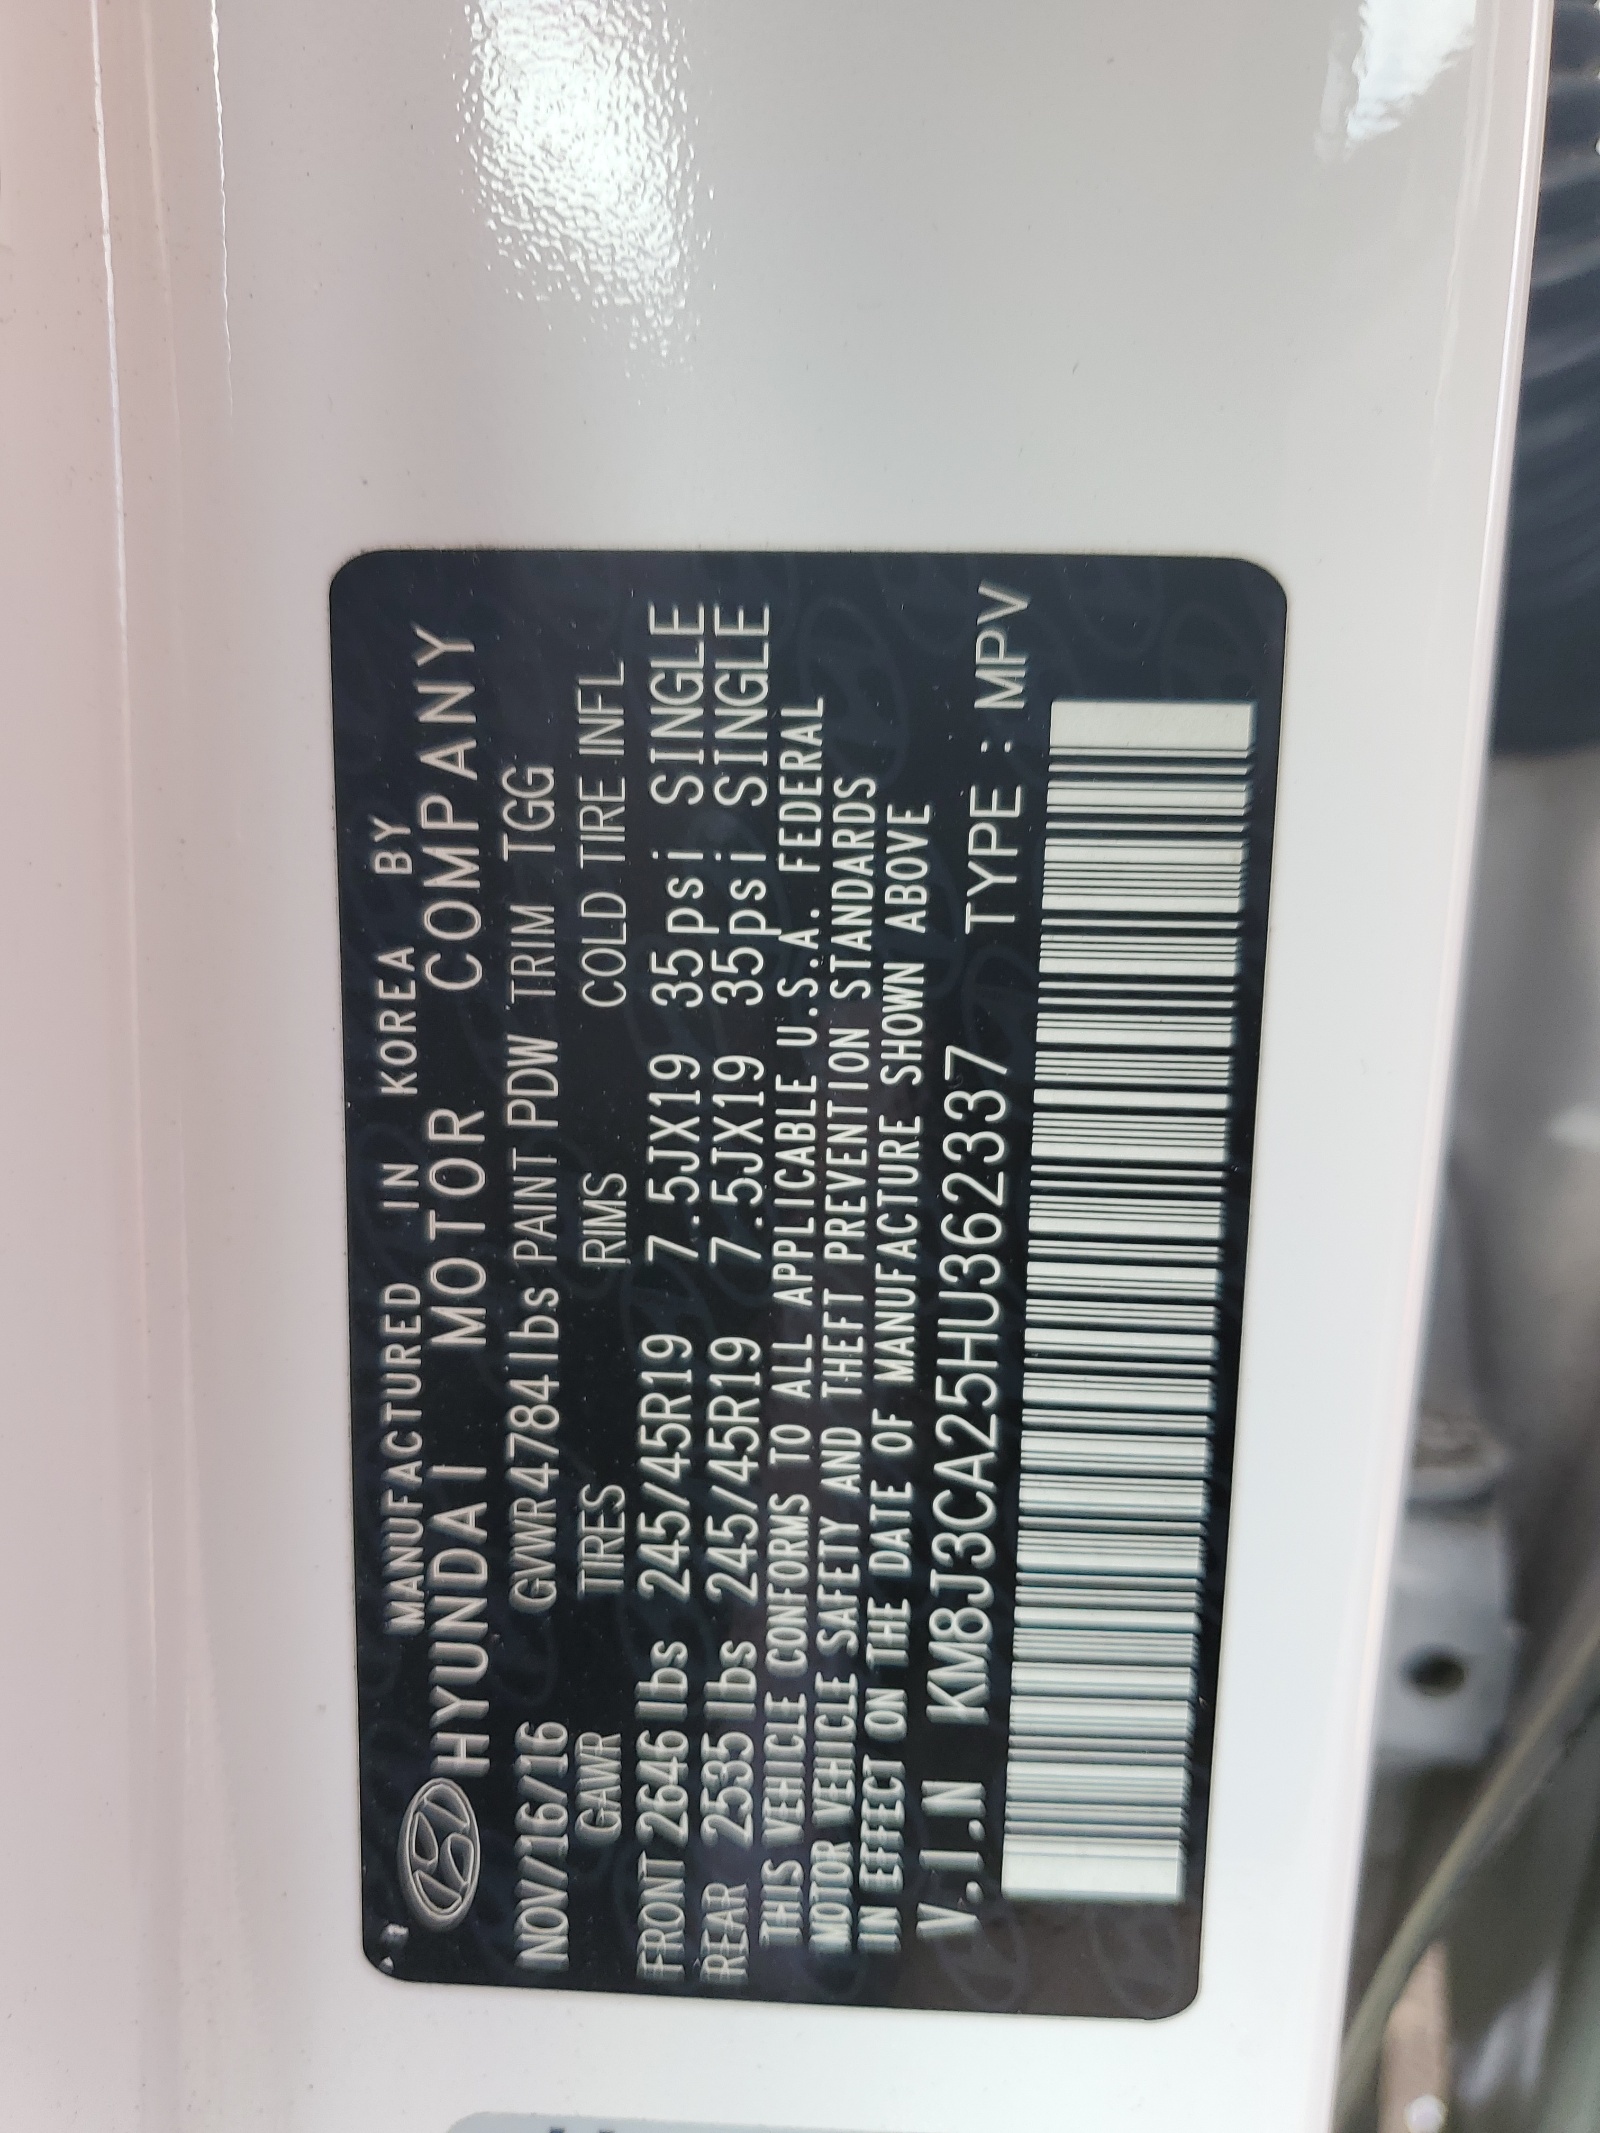 MANUFACTURED IN KOREA BY
HYUNDAI MOTOR COMPANY
NOV/16/16 GVWR4784lbs PAINT PDW TRIM TGG
GAWR TIRES RIMS COLD TIRE INFL
FRONT 2646 lbs 245/45R19 7.5JX19 35psi SINGLE
REAR 2535 lbs 245/45R19 7.5JX19 35psi SINGLE
THIS VEHICLE CONFORMS TO ALL APPLICABLE U.S.A. FEDERAL
MOTOR VEHICLE SAFETY AND THEFT PREVENTION STANDARDS
IN EFFECT ON THE DATE OF MANUFACTURE SHOWN ABOVE
V.I.N KM8J3CA25HU362337 TYPE : MPV